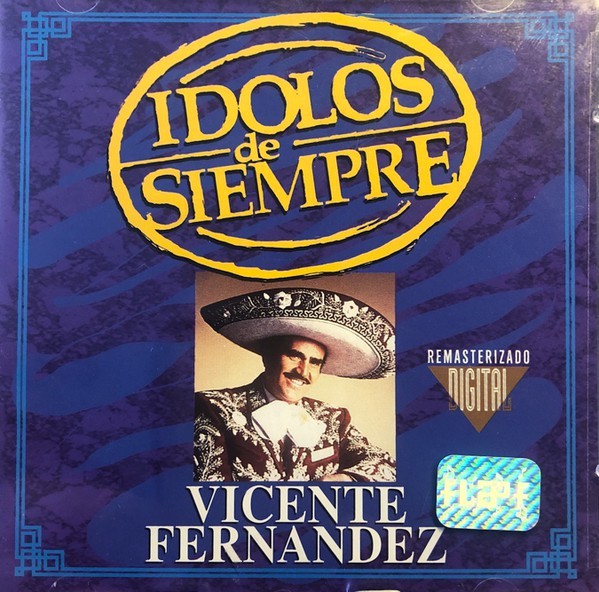 IDOLOS
de
SIEMPRE
REMASTERIZADO
DIGITAL
VICENTE
FERNANDEZ